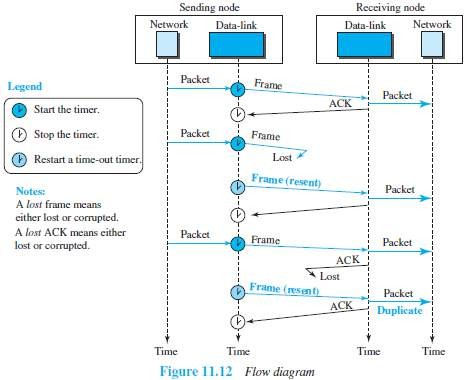 Sending node
Receiving node
Network
Data-link
Data-link
Network
Legend
Start the timer.
Stop the timer.
Restart a time-out timer.
Notes:
A lost frame means
either lost or corrupted.
A lost ACK means either
lost or corrupted.
Packet
Frame
Packet
ACK
Packet
Frame
Lost
Frame (resent)
Packet
Packet
Frame
Packet
ACK
Lost
Frame (resent)
Packet
Duplicate
ACK
Time
Time
Time
Time
Figure 11.12 Flow diagram